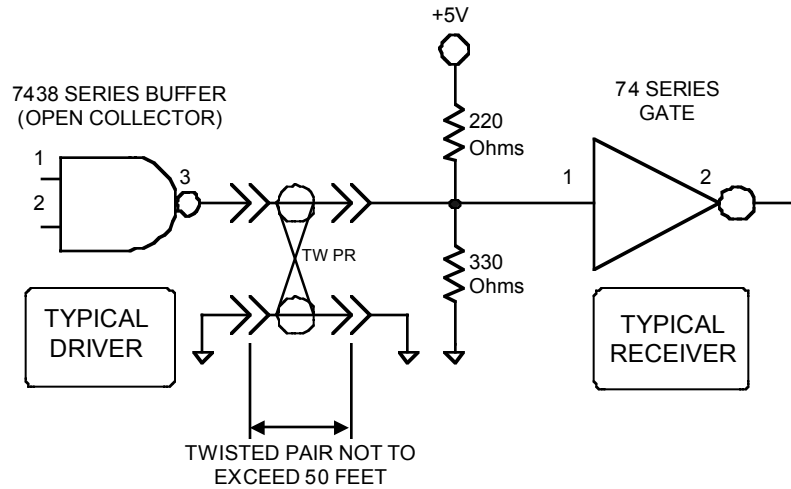 +5V
7438 SERIES BUFFER
(OPEN COLLECTOR)
74 SERIES
GATE
220
Ohms
1
2
3
1
2
TW PR
330
Ohms
TYPICAL
DRIVER
TYPICAL
RECEIVER
TWISTED PAIR NOT TO
EXCEED 50 FEET